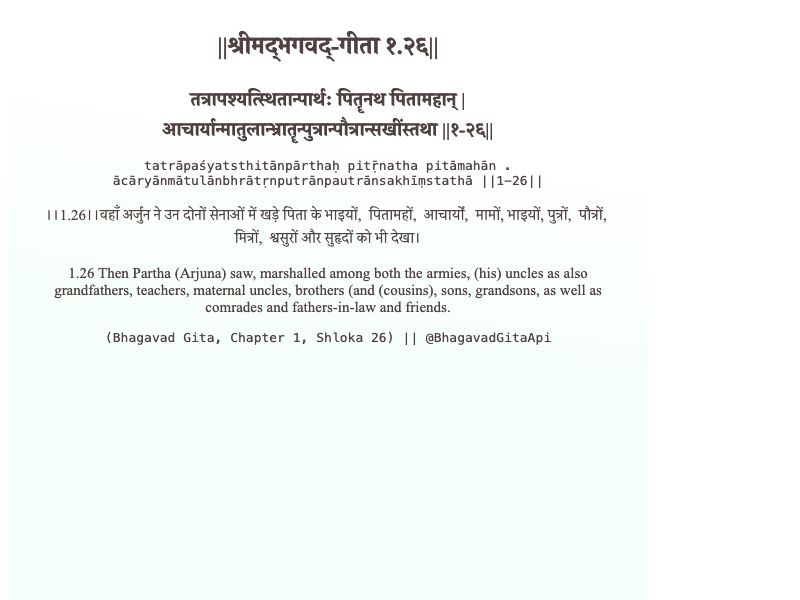 ||श्रीमद्‍भगवद्‍-गीता १.२६||
तत्रापश्यत्स्थितान्पार्थः पितृ़नथ पितामहान् |
आचार्यान्मातुलान्भ्रातृ़न्पुत्रान्पौत्रान्सखींस्तथा ||१-२६||
tatrāpaśyatsthitānpārthaḥ pitṝnatha pitāmahān .
ācāryānmātulānbhrātṛnputrānpautrānsakhīṃstathā ||1-26||
।।1.26।।वहाँ अर्जुन ने उन दोनों सेनाओं में खड़े पिता के भाइयों, पितामहों, आचार्यों, मामों, भाइयों, पुत्रों, पौत्रों,
मित्रों, श्वसुरों और सुहृदों को भी देखा।
1.26 Then Partha (Arjuna) saw, marshalled among both the armies, (his) uncles as also
grandfathers, teachers, maternal uncles, brothers (and (cousins), sons, grandsons, as well as
comrades and fathers-in-law and friends.
(Bhagavad Gita, Chapter 1, Shloka 26) || @BhagavadGitaApi